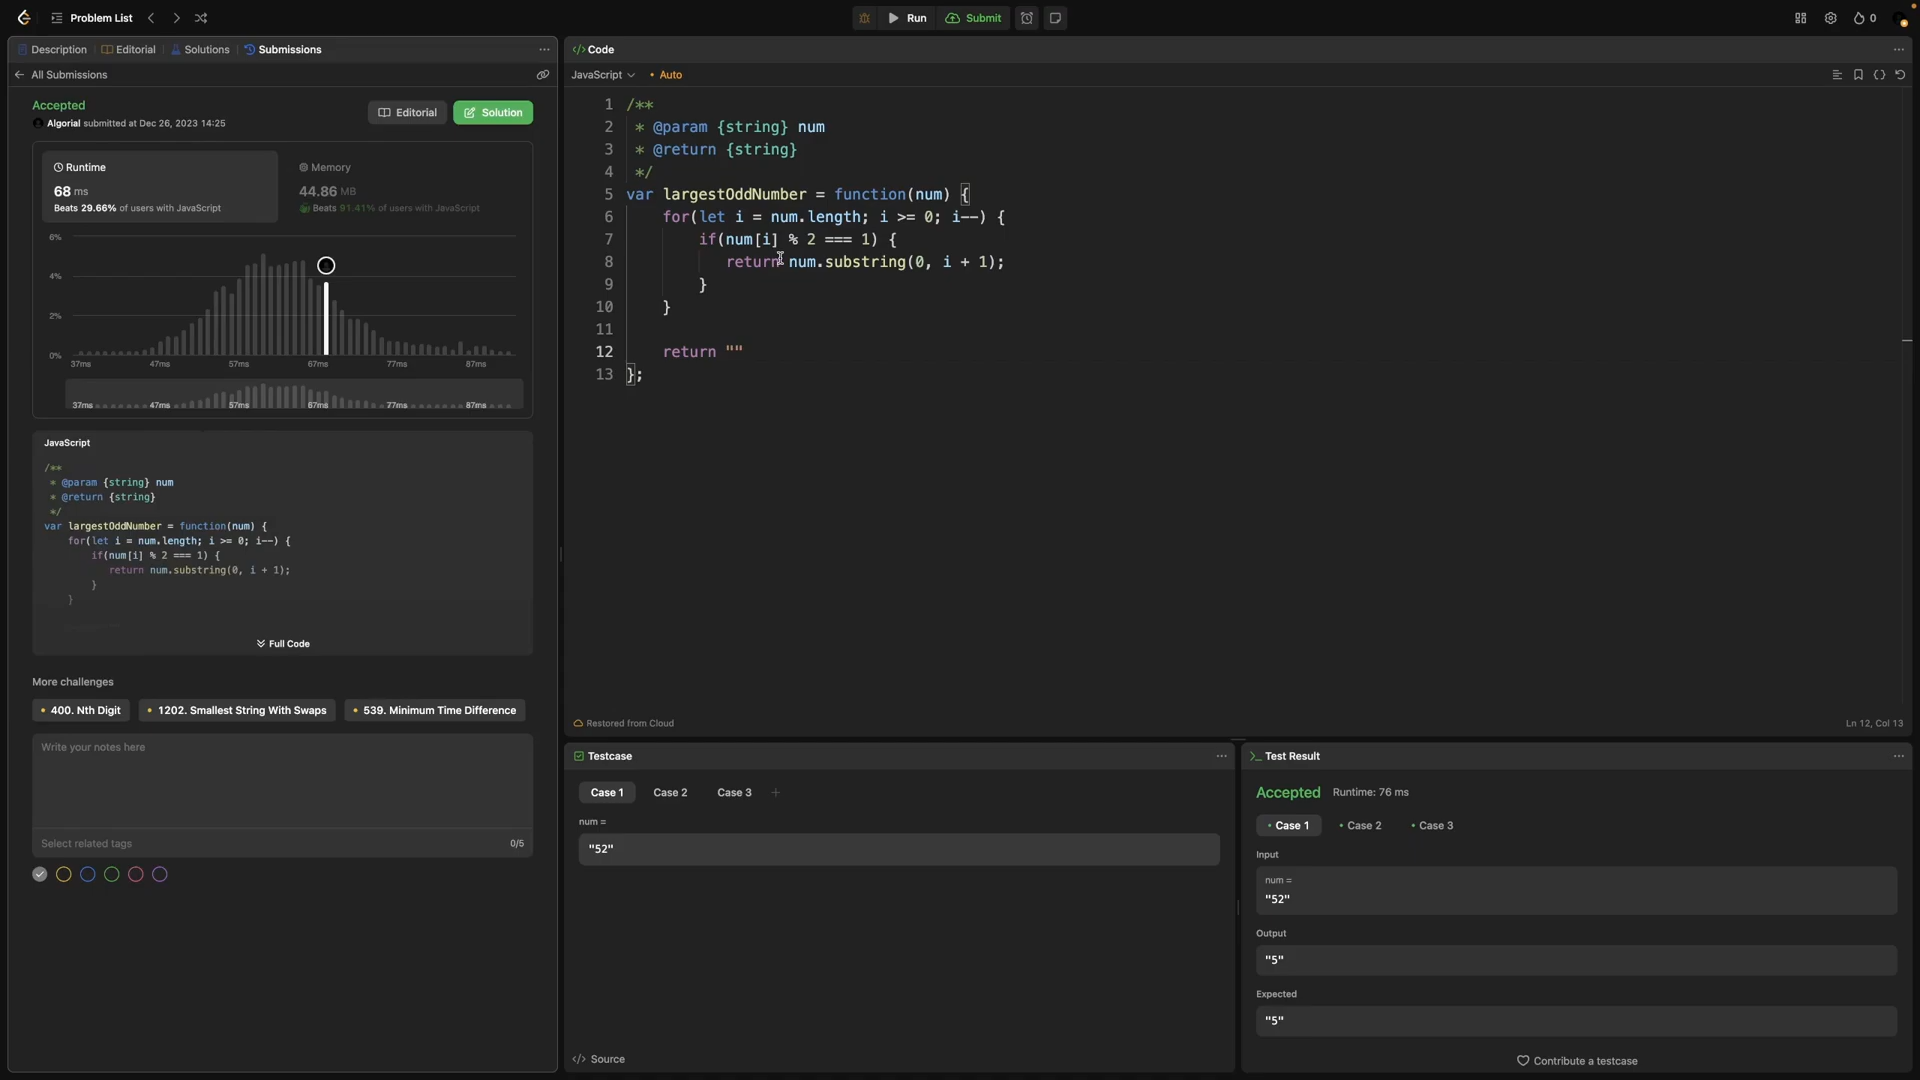 Problem List
Run
Submit
0
Description
Editorial
Solutions
Submissions
All Submissions
Accepted
Algorial submitted at Dec 26, 2023 14:25
Editorial
Solution
Runtime
68 ms
Beats 29.66% of users with JavaScript
Memory
44.86 MB
Beats 91.41% of users with JavaScript
6%
4%
2%
0%
37ms 47ms 57ms 67ms 77ms 87ms
37ms 47ms 57ms 67ms 77ms 87ms
JavaScript
/**
* @param {string} num
* @return {string}
*/
var largestOddNumber = function(num) {
for(let i = num.length; i >= 0; i--) {
if(num[i] % 2 === 1) {
return num.substring(0, i + 1);
}
}
Full Code
More challenges
400. Nth Digit
1202. Smallest String With Swaps
539. Minimum Time Difference
Write your notes here
Select related tags
0/5
</> Code
JavaScript
• Auto
1 /**
2 * @param {string} num
3 * @return {string}
4 */
5 var largestOddNumber = function(num) {
6 for(let i = num.length; i >= 0; i--) {
7 if(num[i] % 2 === 1) {
8 return num.substring(0, i + 1);
9 }
10 }
11
12 return ""
13 };
Restored from Cloud
Ln 12, Col 13
Testcase
Case 1
Case 2
Case 3
+
num =
"52"
</> Source
>_ Test Result
Accepted
Runtime: 76 ms
• Case 1
• Case 2
• Case 3
Input
num =
"52"
Output
"5"
Expected
"5"
Contribute a testcase